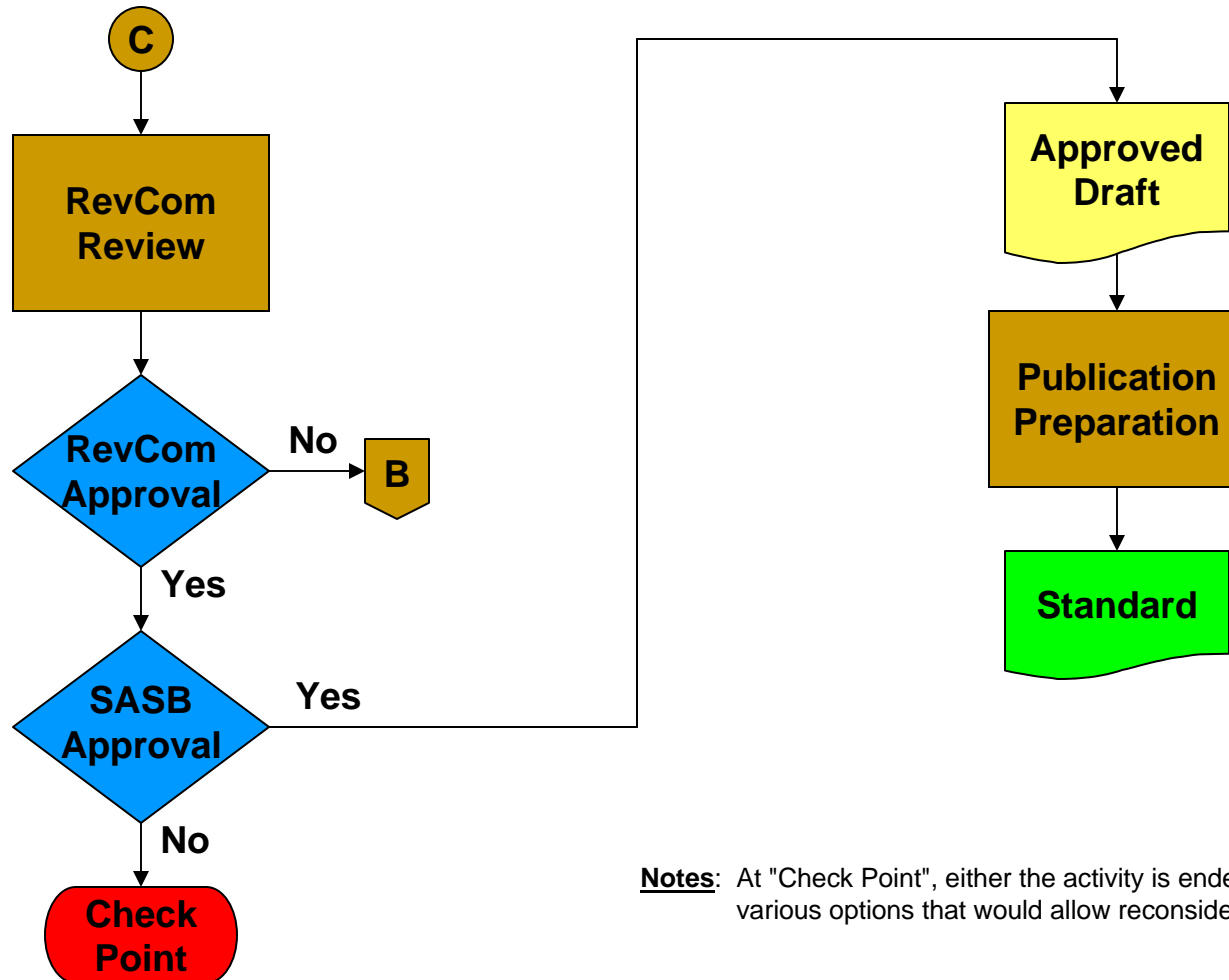 C
RevCom
Review
RevCom
Approval
No
B
Yes
SASB
Approval
Yes
No
Check
Point
Approved
Draft
Publication
Preparation
Standard
Notes: At "Check Point", either the activity is ende
various options that would allow reconside